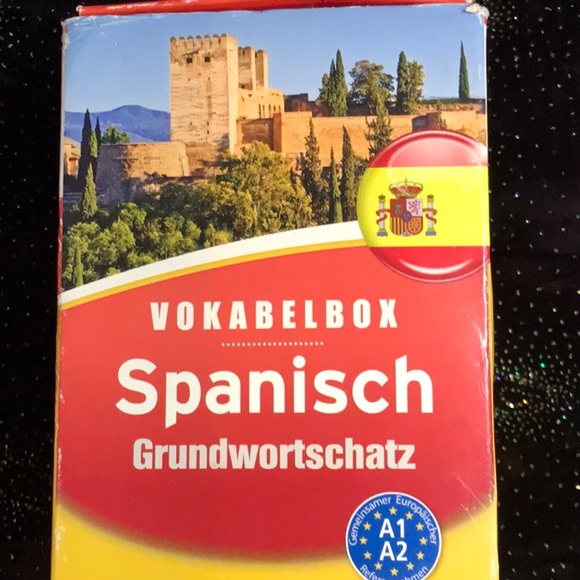 VOKABELBOX
Spanisch
Grundwortschatz
Gemeinsamer Europäischer
A1
A2